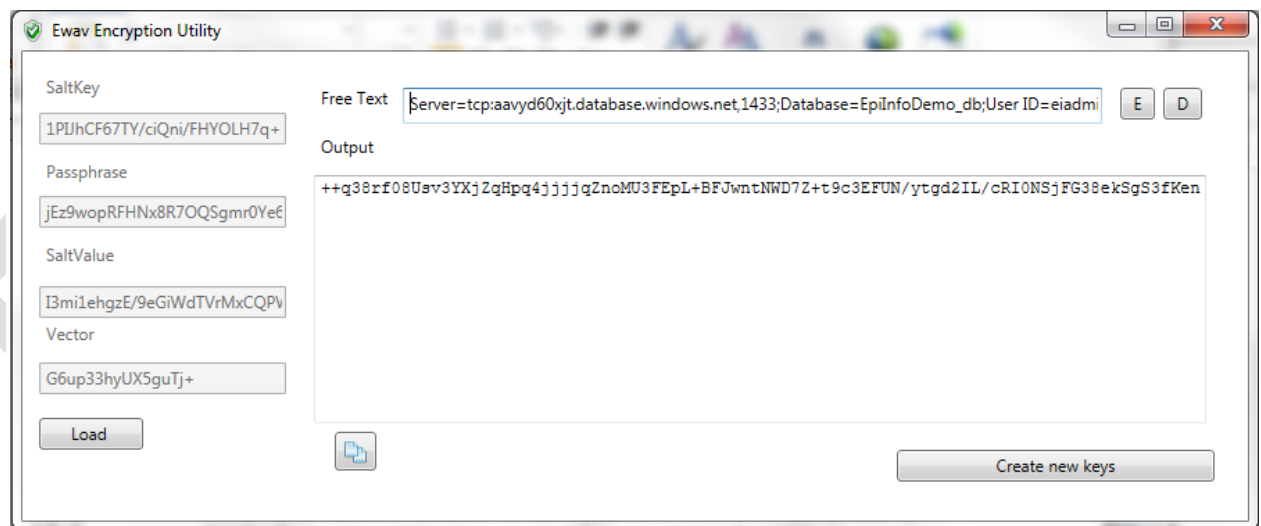 Ewav Encryption Utility
SaltKey
1PIJhCF67TY/ciQni/FHYOLH7q+
Passphrase
jEz9wopRFHNx8R7OQSgmr0Ye6
SaltValue
I3mi1ehgzE/9eGiWdTVrMxCQPV
Vector
G6up33hyUX5guTj+
Load
Free Text
Server=tcp:aavyd60xjt.database.windows.net,1433;Database=EpiInfoDemo_db;User ID=eiadmi
E
D
Output
++q38rf08Usv3YXjZqHpq4jjjjqZnoMU3FEpL+BFJwntNWD7Z+t9c3EFUN/ytgd2IL/cRI0NSjFG38ekSgS3fKen
Create new keys